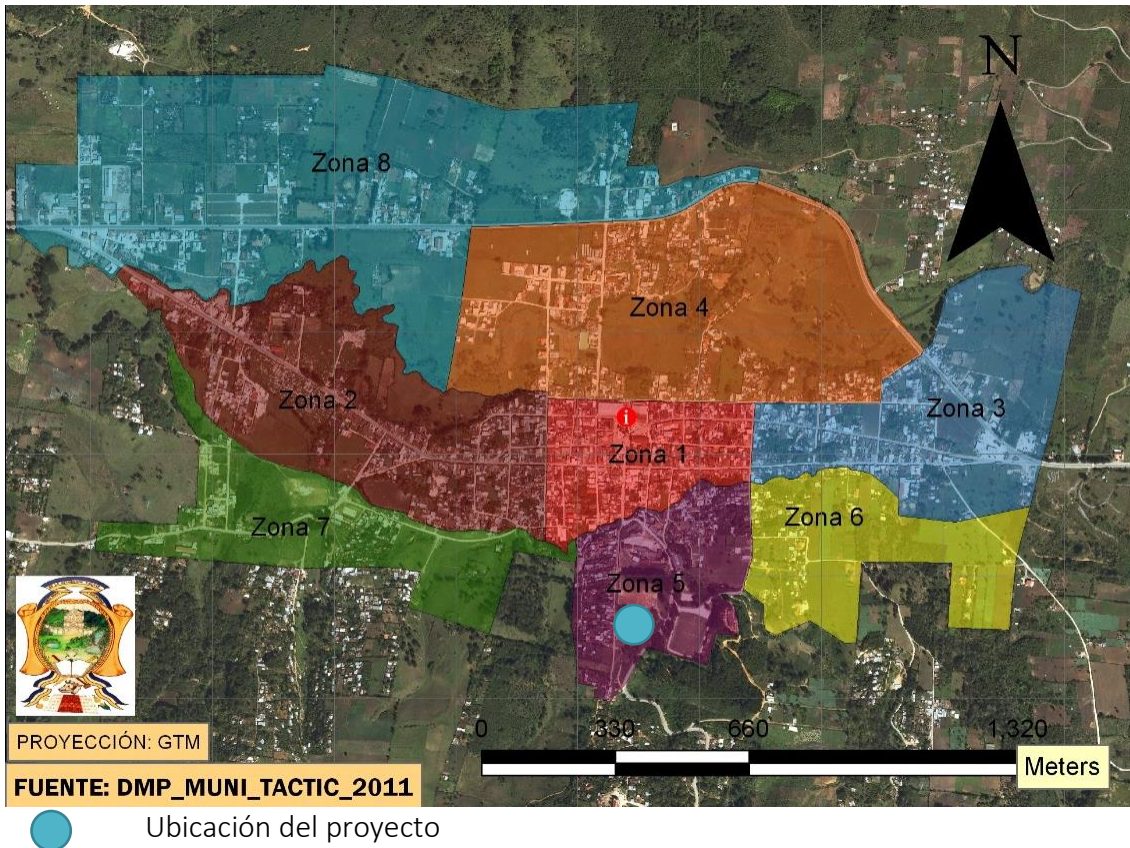 N
Zona 8
Zona 4
Zona 2
Zona 3
i
Zona 1
Zona 6
Zona 7
Zona 5
0 330 660 1,320
Meters
PROYECCIÓN: GTM
FUENTE: DMP_MUNI_TACTIC_2011
Ubicación del proyecto